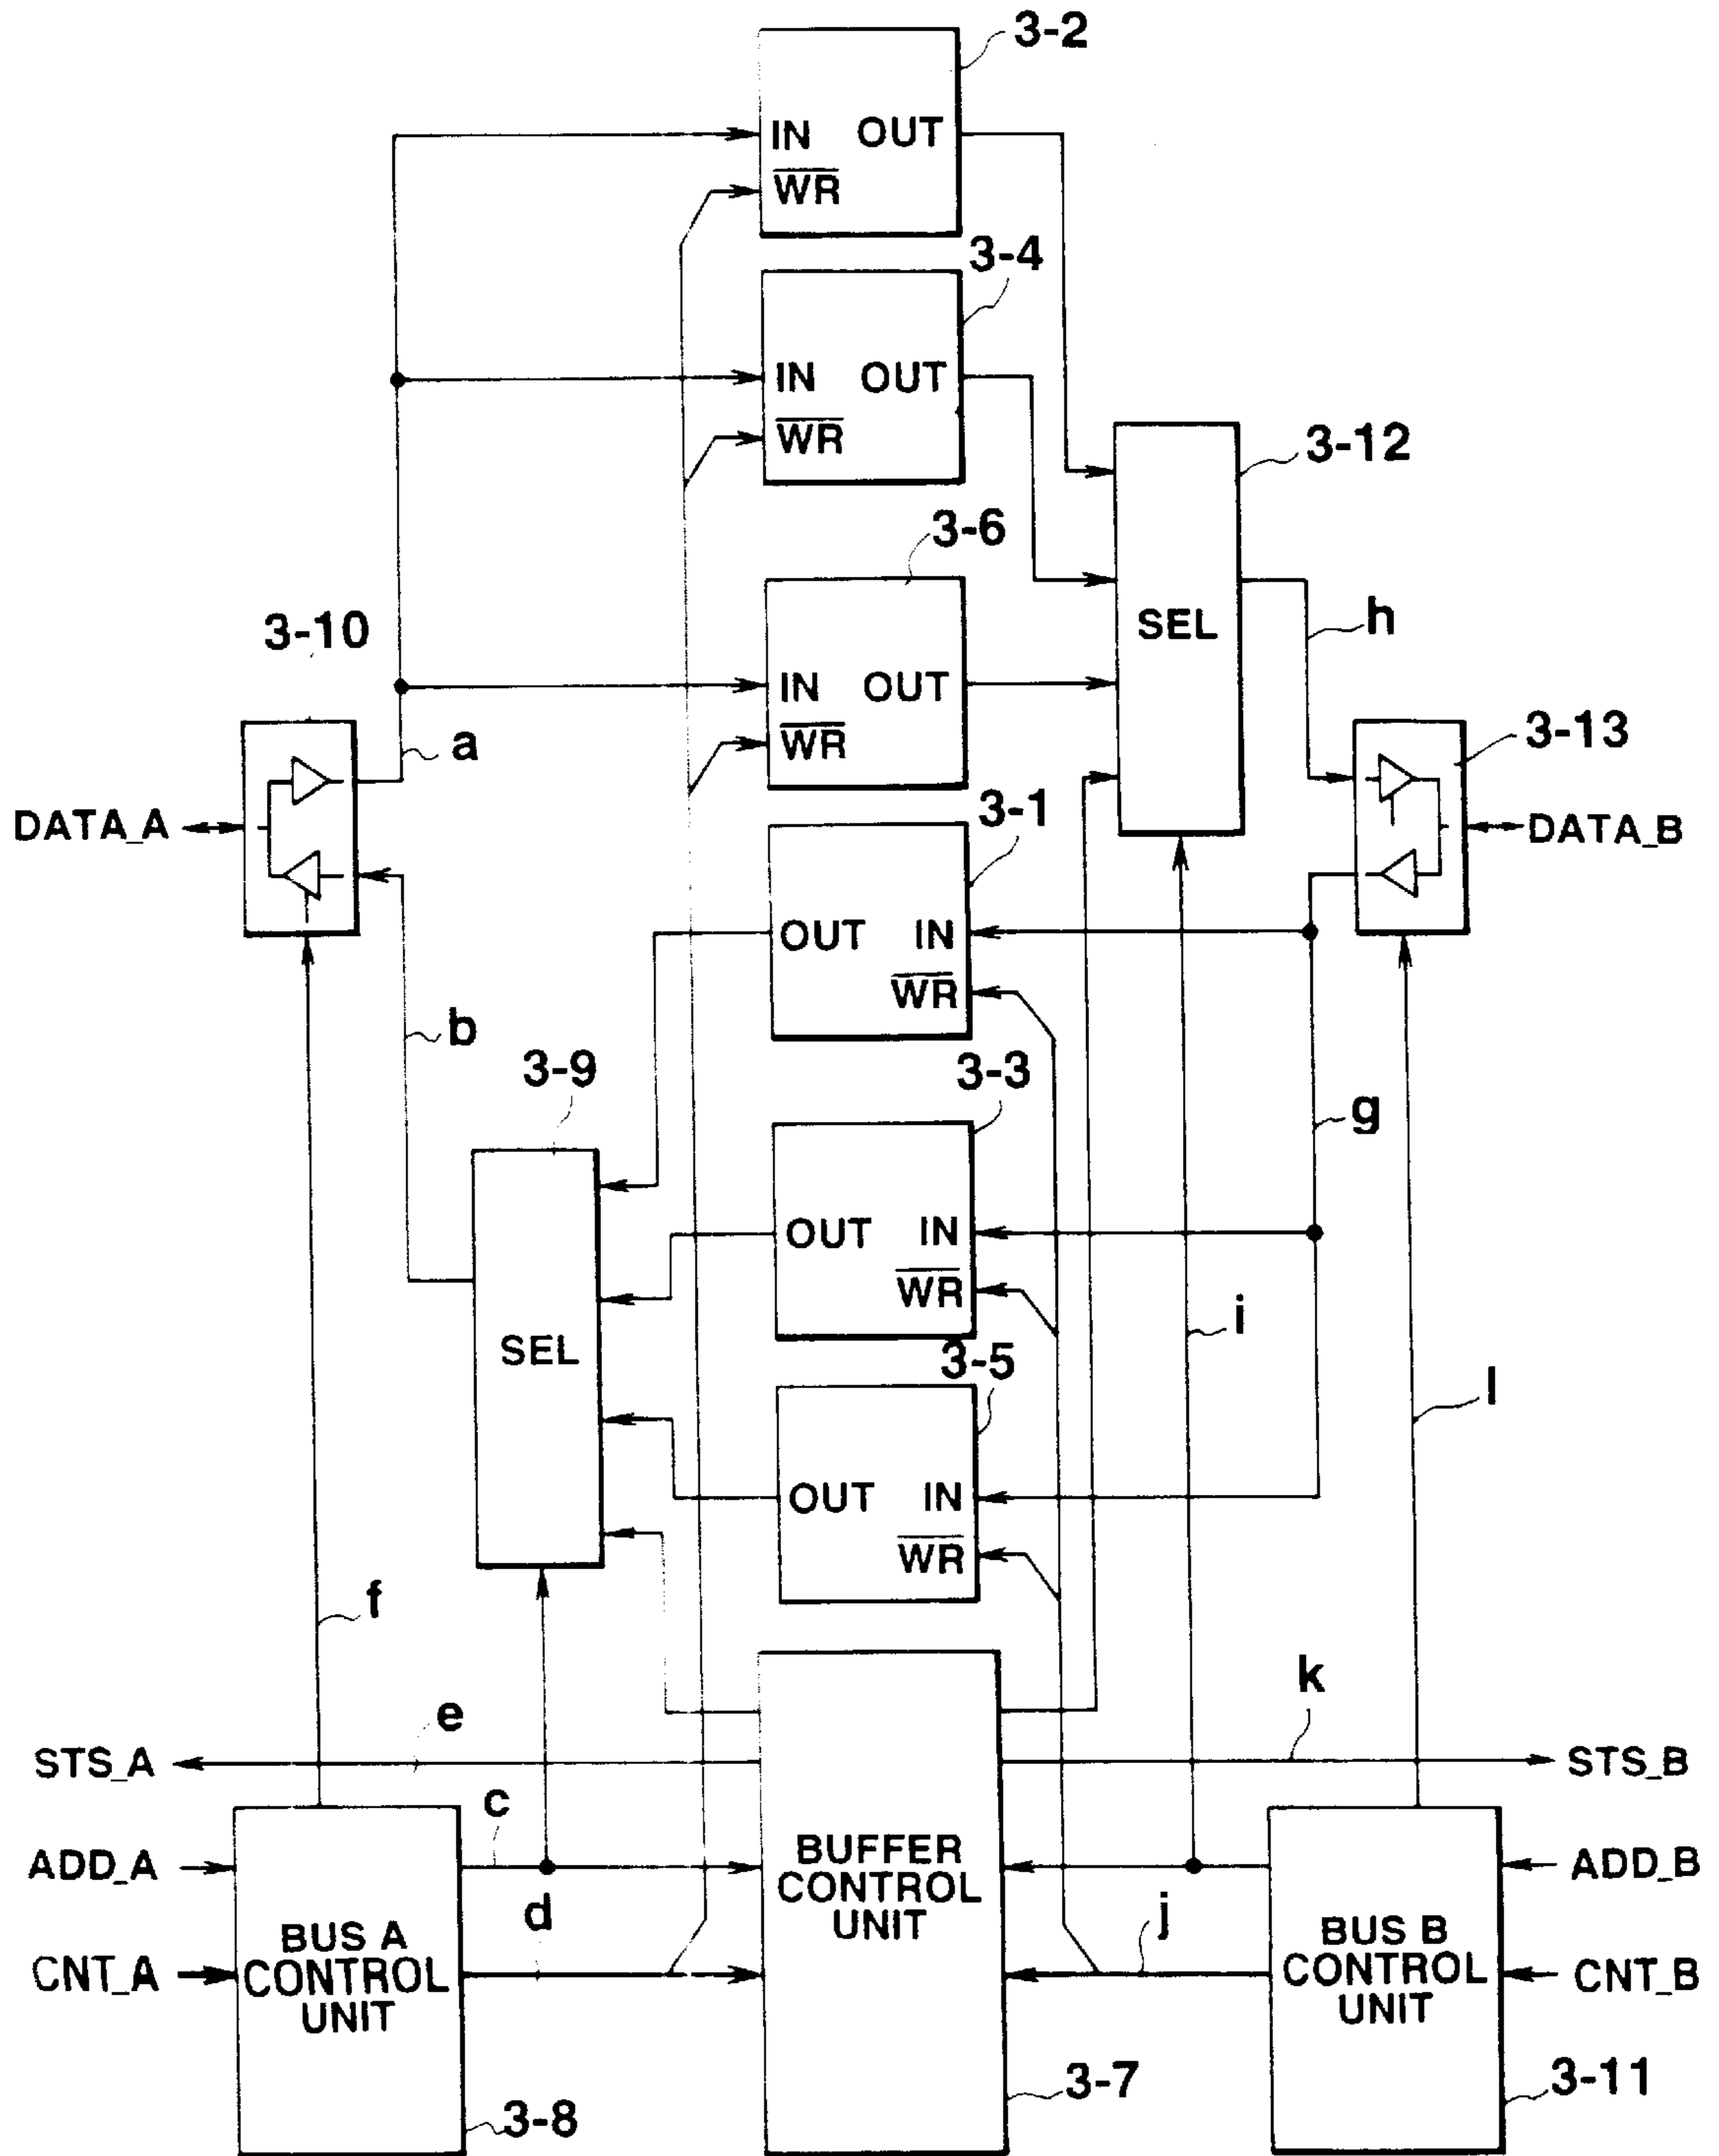 3-2
IN OUT
WR
3-4
IN OUT
WR
3-12
3-6
SEL
h
3-10
IN OUT
WR
a
3-13
DATA_A
3-1
DATA_B
OUT IN
WR
b
3-9
3-3
g
OUT IN
WR
i
SEL
3-5
l
OUT IN
WR
f
k
e
STS_A
STS_B
c
ADD_A
BUFFER
CONTROL
UNIT
ADD_B
d
j
CNT_A
BUS A
CONTROL
UNIT
BUS B
CONTROL
UNIT
CNT_B
3-8
3-7
3-11